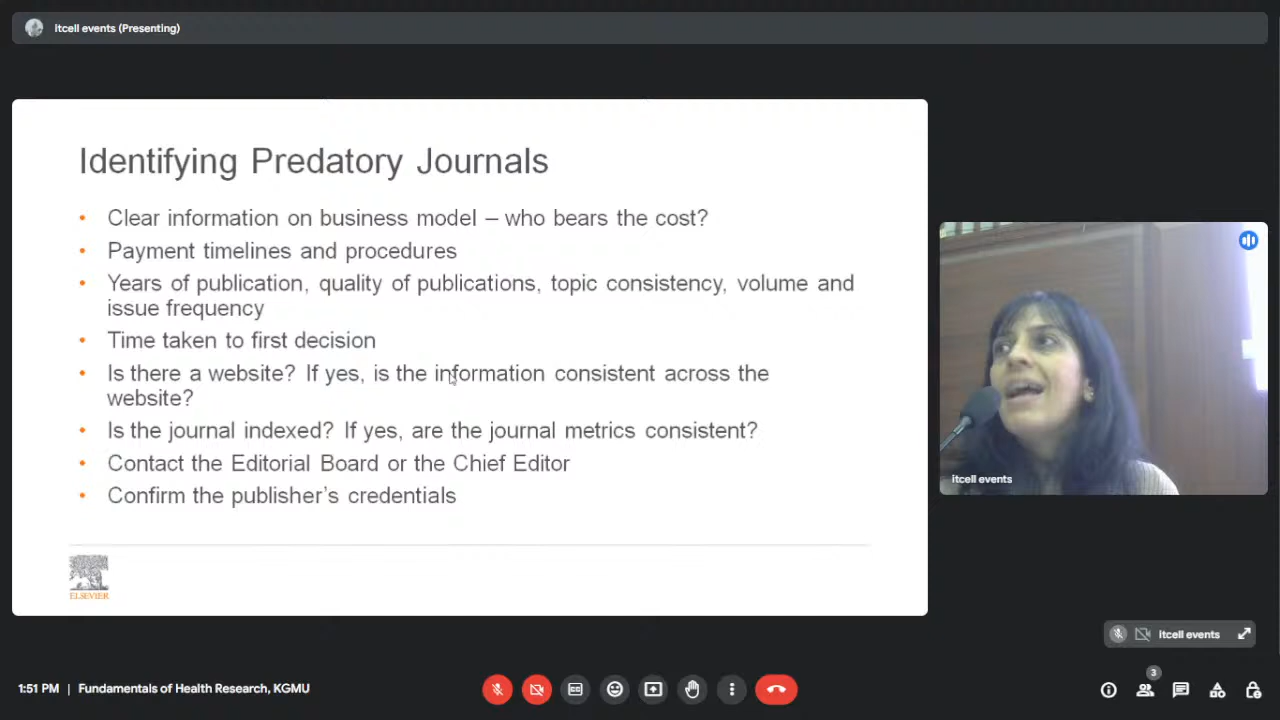 itcell events (Presenting)
Identifying Predatory Journals
• Clear information on business model – who bears the cost?
• Payment timelines and procedures
• Years of publication, quality of publications, topic consistency, volume and
issue frequency
• Time taken to first decision
• Is there a website? If yes, is the information consistent across the
website?
• Is the journal indexed? If yes, are the journal metrics consistent?
• Contact the Editorial Board or the Chief Editor
• Confirm the publisher's credentials
ELSEVIER
itcell events
itcell events
1:51 PM | Fundamentals of Health Research, KGMU
3